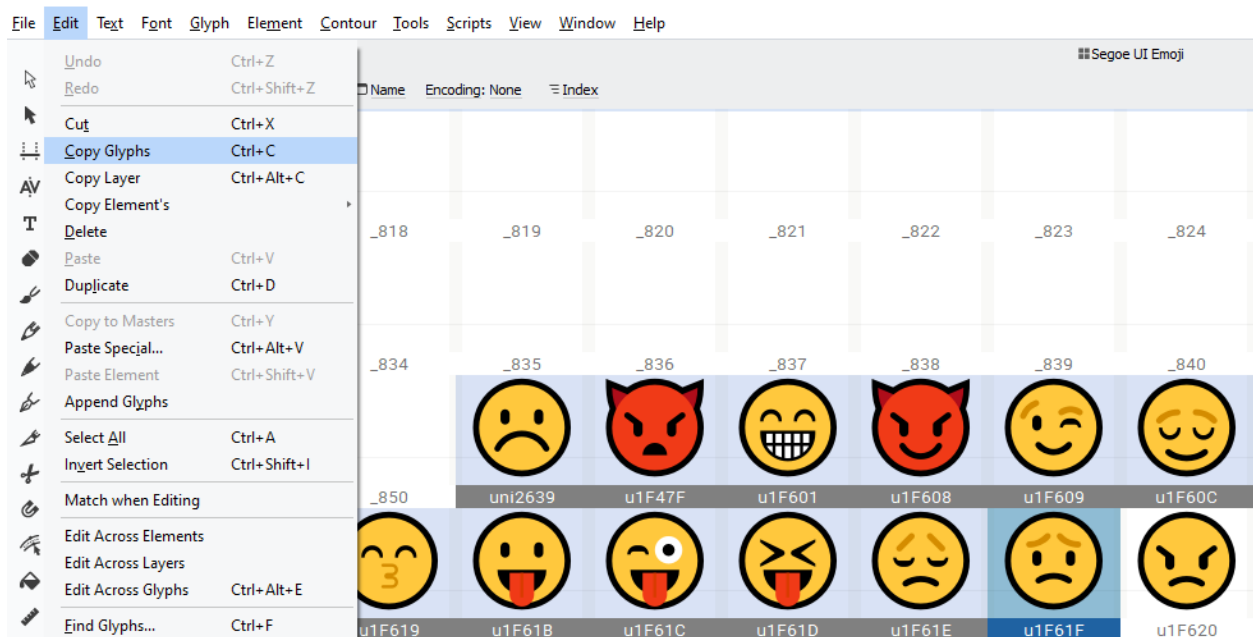 File Edit Text Font Glyph Element Contour Tools Scripts View Window Help
Segoe UI Emoji
Name Encoding: None Index
Undo Ctrl+Z
Redo Ctrl+Shift+Z
Cut Ctrl+X
Copy Glyphs Ctrl+C
Copy Layer Ctrl+Alt+C
Copy Element's
Delete
Paste Ctrl+V
Duplicate Ctrl+D
Copy to Masters Ctrl+Y
Paste Special... Ctrl+Alt+V
Paste Element Ctrl+Shift+V
Append Glyphs
Select All Ctrl+A
Invert Selection Ctrl+Shift+I
Match when Editing
Edit Across Elements
Edit Across Layers
Edit Across Glyphs Ctrl+Alt+E
Find Glyphs... Ctrl+F
_818 _819 _820 _821 _822 _823 _824
_834 _835 _836 _837 _838 _839 _840
_850 uni2639 u1F47F u1F601 u1F608 u1F609 u1F60C
u1F619 u1F61B u1F61C u1F61D u1F61E u1F61F u1F620